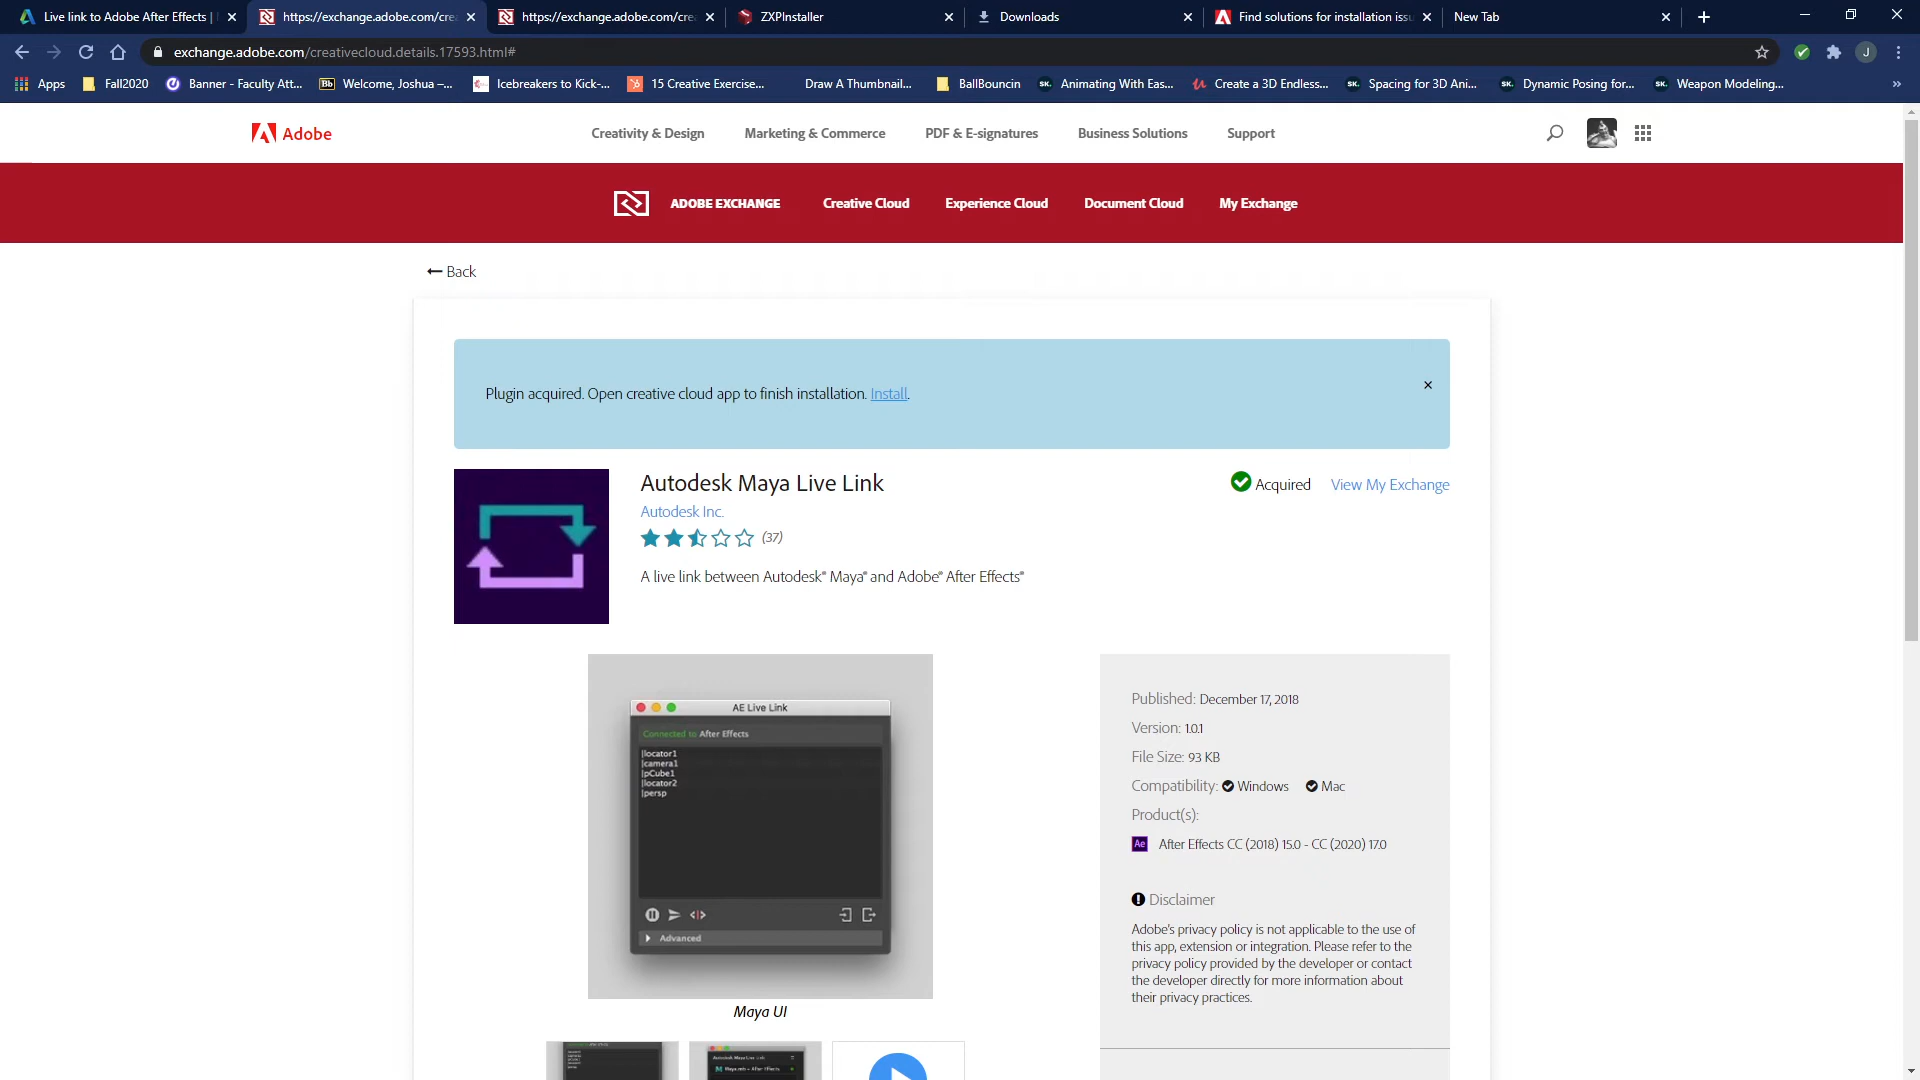 Live link to Adobe After Effects |
https://exchange.adobe.com/cre
https://exchange.adobe.com/cre
ZXPInstaller
Downloads
Find solutions for installation issu
New Tab
exchange.adobe.com/creativecloud.details.17593.html#
J
Apps
Fall2020
Banner - Faculty Att...
Bb Welcome, Joshua –...
Icebreakers to Kick-...
15 Creative Exercise...
Draw A Thumbnail...
BallBouncin
SK. Animating With Eas...
Create a 3D Endless...
SK. Spacing for 3D Ani...
SK. Dynamic Posing for...
SK. Weapon Modeling...
»
Adobe
Creativity & Design
Marketing & Commerce
PDF & E-signatures
Business Solutions
Support
ADOBE EXCHANGE
Creative Cloud
Experience Cloud
Document Cloud
My Exchange
Back
Plugin acquired. Open creative cloud app to finish installation. Install.
Autodesk Maya Live Link
Acquired
View My Exchange
Autodesk Inc.
(37)
A live link between Autodesk® Maya® and Adobe® After Effects®
AE Live Link
Connected to After Effects
|locator1
|camera1
|pCube1
|locator2
|persp
Advanced
Maya UI
Published: December 17, 2018
Version: 1.0.1
File Size: 93 KB
Compatibility: Windows Mac
Product(s):
Ae After Effects CC (2018) 15.0 - CC (2020) 17.0
Disclaimer
Adobe's privacy policy is not applicable to the use of
this app, extension or integration. Please refer to the
privacy policy provided by the developer or contact
the developer directly for more information about
their privacy practices.
Autodesk Maya Live Link